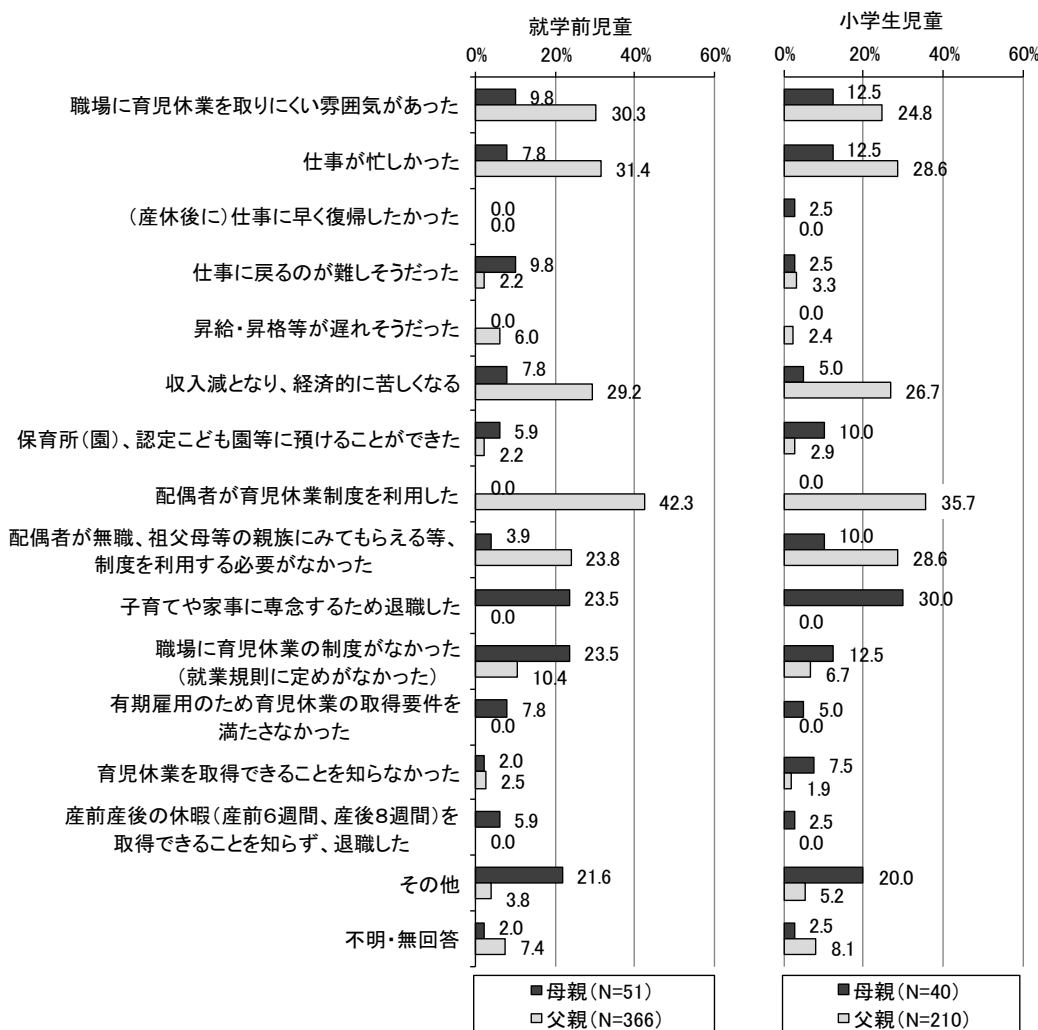 就学前児童
小学生児童
0% 20% 40% 60%
0% 20% 40% 60%
職場に育児休業を取りにくい雰囲気があった
9.8
30.3
12.5
24.8
仕事が忙しかった
7.8
31.4
12.5
28.6
(産休後に)仕事に早く復帰したかった
0.0
0.0
2.5
0.0
仕事に戻るのが難しそうだった
9.8
2.2
2.5
3.3
昇給・昇格等が遅れそうだった
0.0
6.0
0.0
2.4
収入減となり、経済的に苦しくなる
7.8
29.2
5.0
26.7
保育所(園)、認定こども園等に預けることができた
5.9
2.2
10.0
2.9
配偶者が育児休業制度を利用した
0.0
42.3
0.0
35.7
配偶者が無職、祖父母等の親族にみてもらえる等、
制度を利用する必要がなかった
3.9
23.8
10.0
28.6
子育てや家事に専念するため退職した
23.5
0.0
30.0
0.0
職場に育児休業の制度がなかった
(就業規則に定めがなかった)
23.5
10.4
12.5
6.7
有期雇用のため育児休業の取得要件を
満たさなかった
7.8
0.0
5.0
0.0
育児休業を取得できることを知らなかった
2.0
2.5
7.5
1.9
産前産後の休暇(産前6週間、産後8週間)を
取得できることを知らず、退職した
5.9
0.0
2.5
0.0
その他
21.6
3.8
20.0
5.2
不明・無回答
2.0
7.4
2.5
8.1
母親(N=51)
父親(N=366)
母親(N=40)
父親(N=210)